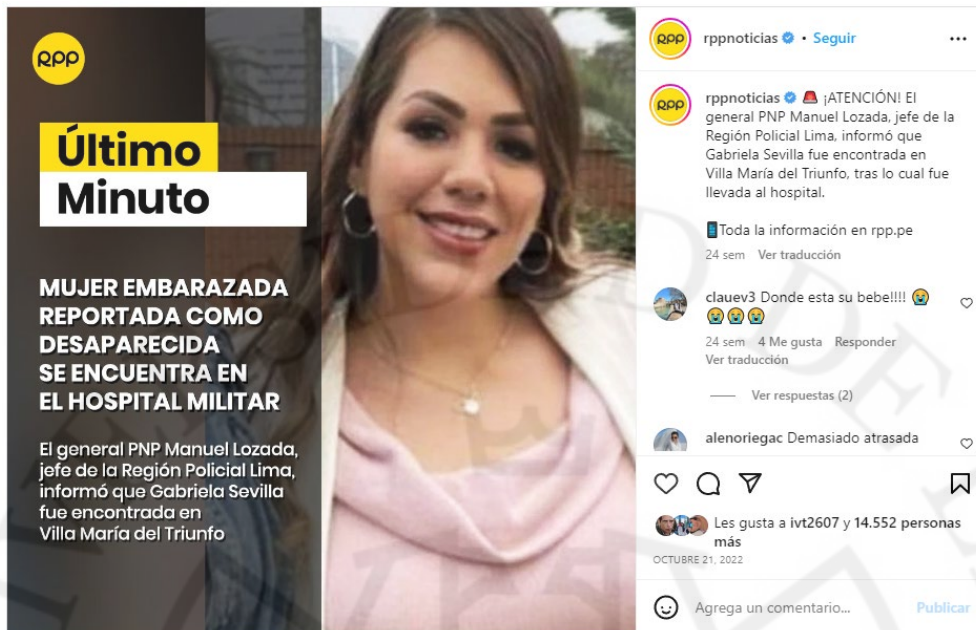 RPP
Último
Minuto
MUJER EMBARAZADA
REPORTADA COMO
DESAPARECIDA
SE ENCUENTRA EN
EL HOSPITAL MILITAR
El general PNP Manuel Lozada,
jefe de la Región Policial Lima,
informó que Gabriela Sevilla
fue encontrada en
Villa María del Triunfo
RPP
rppnoticias • Seguir
RPP
rppnoticias 🚨 ¡ATENCIÓN! El
general PNP Manuel Lozada, jefe de la
Región Policial Lima, informó que
Gabriela Sevilla fue encontrada en
Villa María del Triunfo, tras lo cual fue
llevada al hospital.
📱Toda la información en rpp.pe
24 sem Ver traducción
clauev3 Donde esta su bebe!!!! 😭
😭😭😭
24 sem 4 Me gusta Responder
Ver traducción
Ver respuestas (2)
alenoriegac Demasiado atrasada
Les gusta a ivt2607 y 14.552 personas
más
OCTUBRE 21, 2022
Agrega un comentario... Publicar